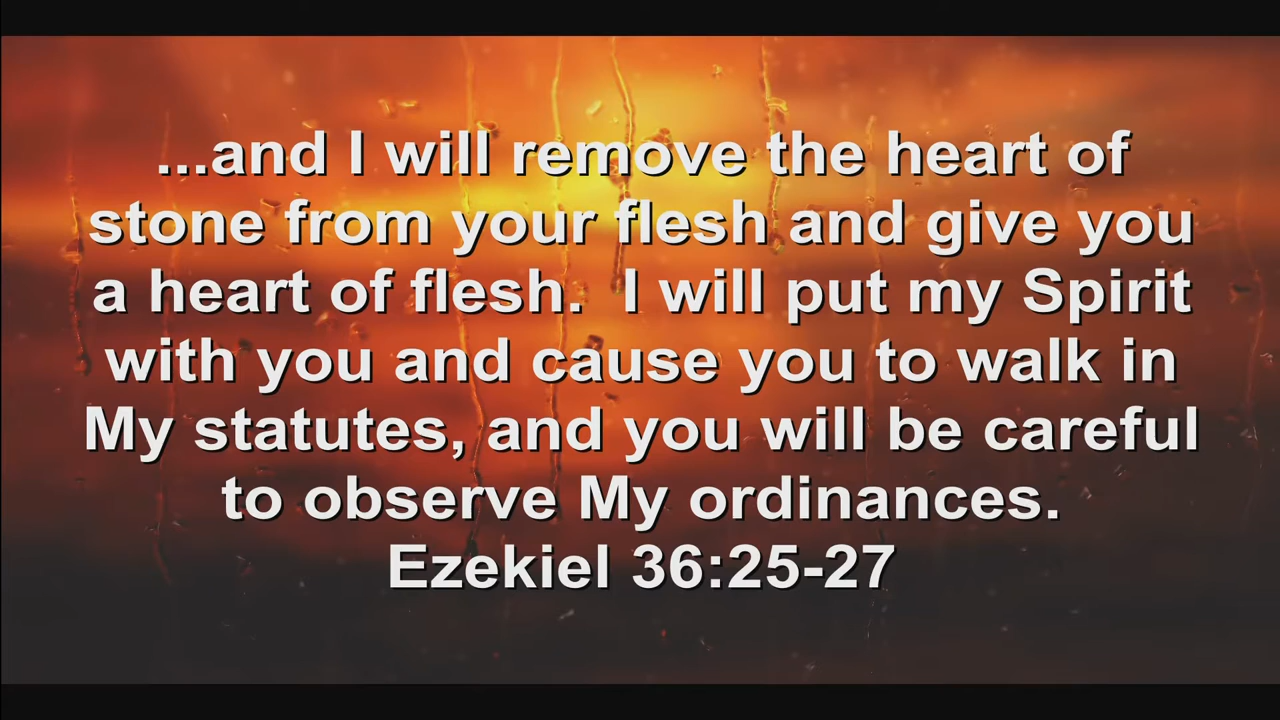 ...and I will remove the heart of
stone from your flesh and give you
a heart of flesh.  I will put my Spirit
with you and cause you to walk in
My statutes, and you will be careful
to observe My ordinances.
Ezekiel 36:25-27